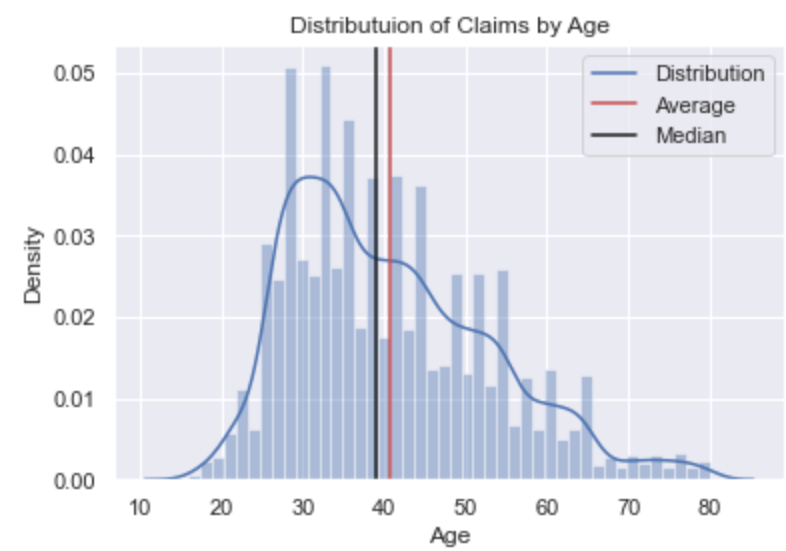 Distributuion of Claims by Age
Distribution
Average
Median
Density
0.05
0.04
0.03
0.02
0.01
0.00
10 20 30 40 50 60 70 80
Age